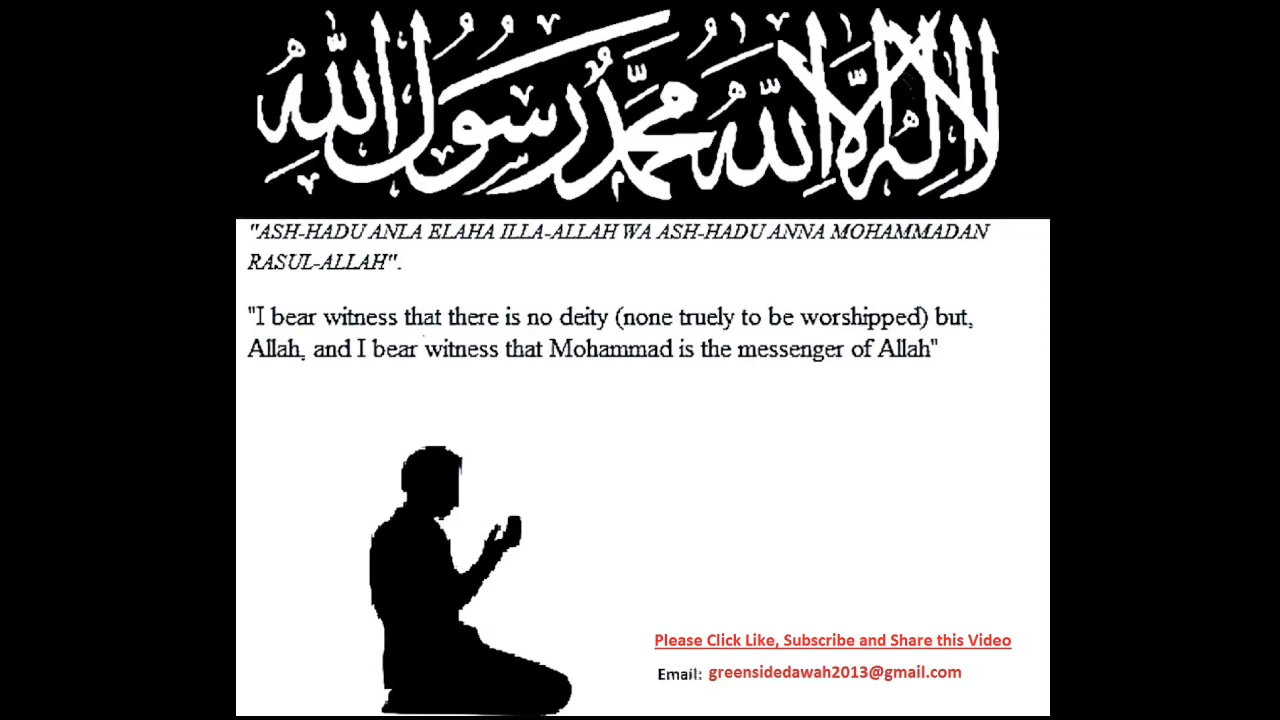 لا إله إلا الله محمد رسول الله
"ASH-HADU ANLA ELAHA ILLA-ALLAH WA ASH-HADU ANNA MOHAMMADAN
RASUL-ALLAH".
"I bear witness that there is no deity (none truely to be worshipped) but,
Allah, and I bear witness that Mohammad is the messenger of Allah"
Please Click Like, Subscribe and Share this Video
Email: greensidedawah2013@gmail.com